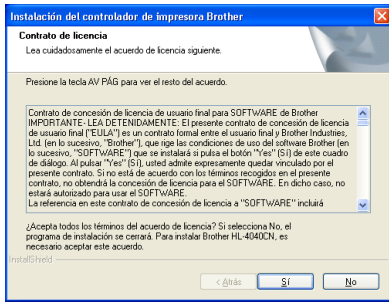 Instalación del controlador de impresora Brother
Contrato de licencia
Lea cuidadosamente el acuerdo de licencia siguiente.
Presione la tecla AV PÁG para ver el resto del acuerdo.
Contrato de concesión de licencia de usuario final para SOFTWARE de Brother
IMPORTANTE- LEA DETENIDAMENTE: El presente contrato de concesión de licencia
de usuario final ("EULA") es un contrato formal entre el usuario final y Brother Industries,
Ltd. (en lo sucesivo, "Brother"), que rige las condiciones de uso del software Brother (en
lo sucesivo, "SOFTWARE") que se instalará si pulsa el botón "Yes" (Sí) de este cuadro
de diálogo. Al pulsar "Yes" (Sí), usted admite expresamente quedar vinculado por el
presente contrato. Si no está de acuerdo con los términos recogidos en el presente
contrato, no obtendrá la concesión de licencia para el SOFTWARE. En dicho caso, no
estará autorizado para usar el SOFTWARE.
La referencia en este contrato de concesión de licencia a "SOFTWARE" incluirá
¿Acepta todos los términos del acuerdo de licencia? Si selecciona No, el
programa de instalación se cerrará. Para instalar Brother HL-4040CN, es
necesario aceptar este acuerdo.
InstallShield
< Atrás
Sí
No